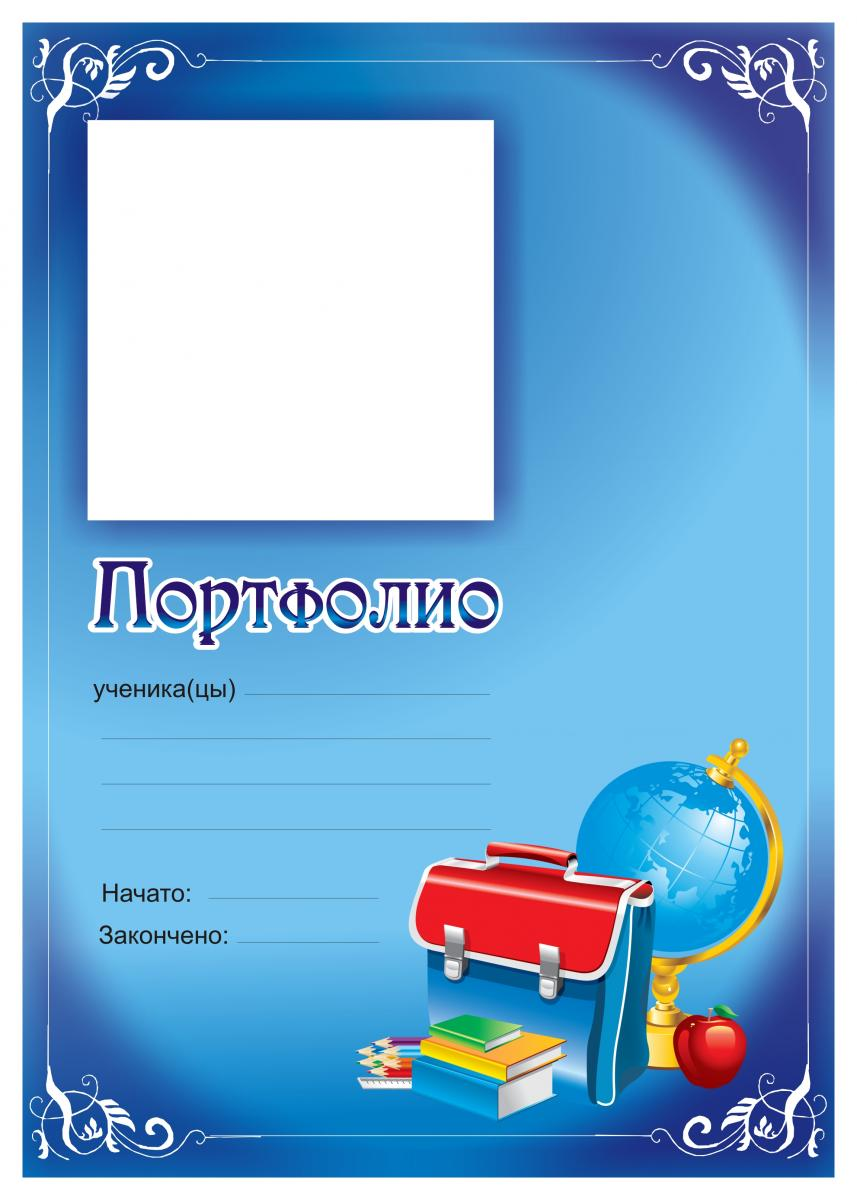 Портфолио
ученика(цы)
Начато:
Закончено: